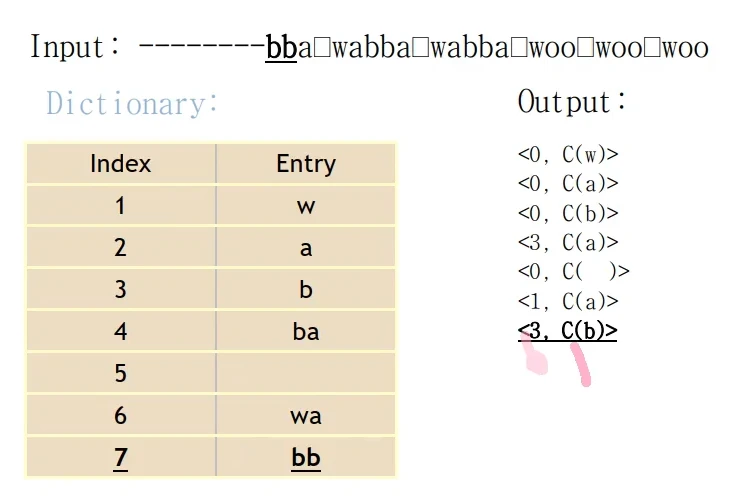 Input: --------bba□wabba□wabba□woo□woo□woo
Dictionary:
Output:
Index Entry
1 w
2 a
3 b
4 ba
5
6 wa
7 bb
<0, C(w)>
<0, C(a)>
<0, C(b)>
<3, C(a)>
<0, C( )>
<1, C(a)>
<3, C(b)>